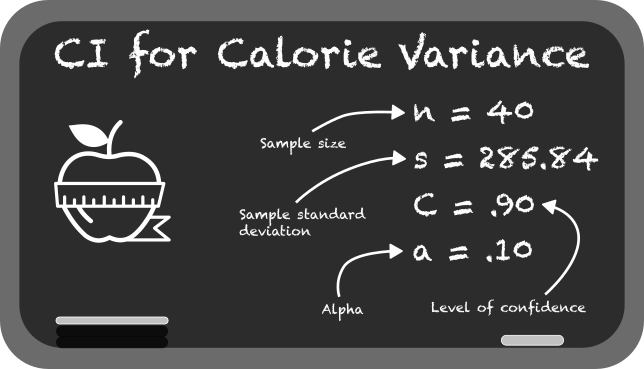 CI for Calorie Variance
n = 40
Sample size
s = 285.84
Sample standard
deviation
C = .90
a = .10
Alpha
Level of confidence